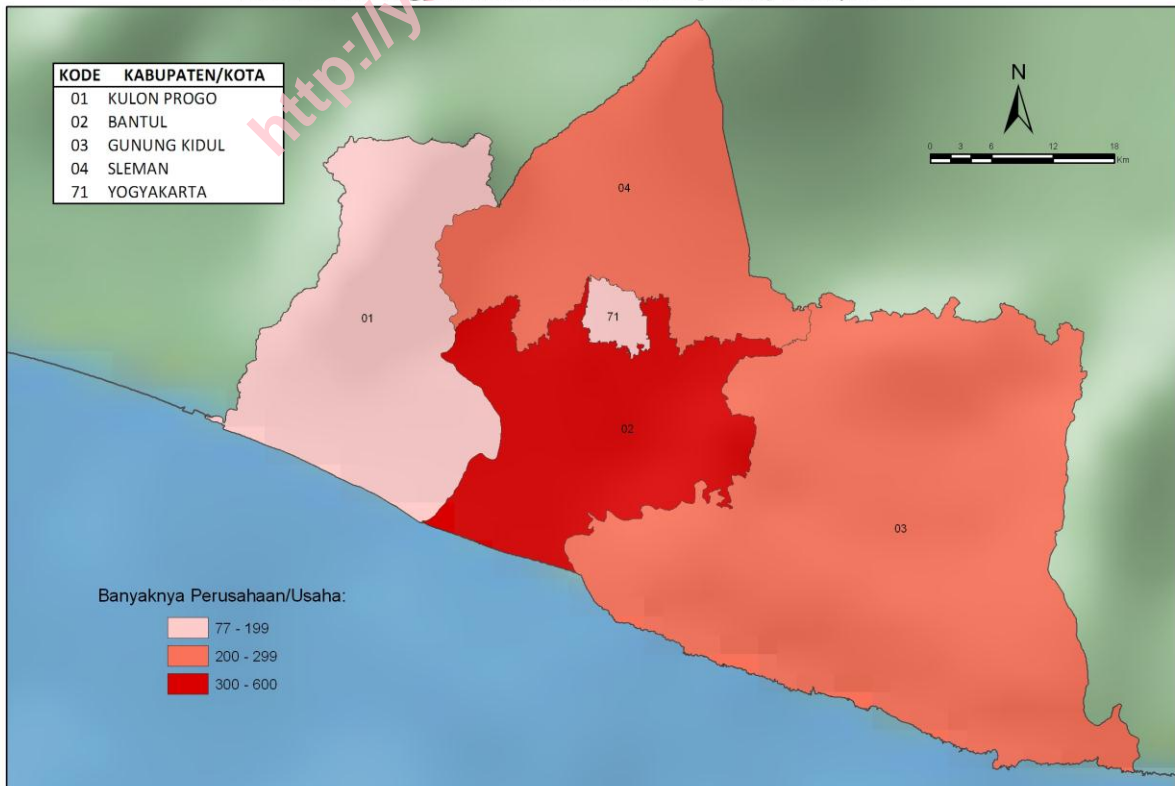 http://y
KODE KABUPATEN/KOTA
01 KULON PROGO
02 BANTUL
03 GUNUNG KIDUL
04 SLEMAN
71 YOGYAKARTA
N
0 3 6 12 18
Km
04
71
01
02
03
Banyaknya Perusahaan/Usaha:
77 - 199
200 - 299
300 - 600